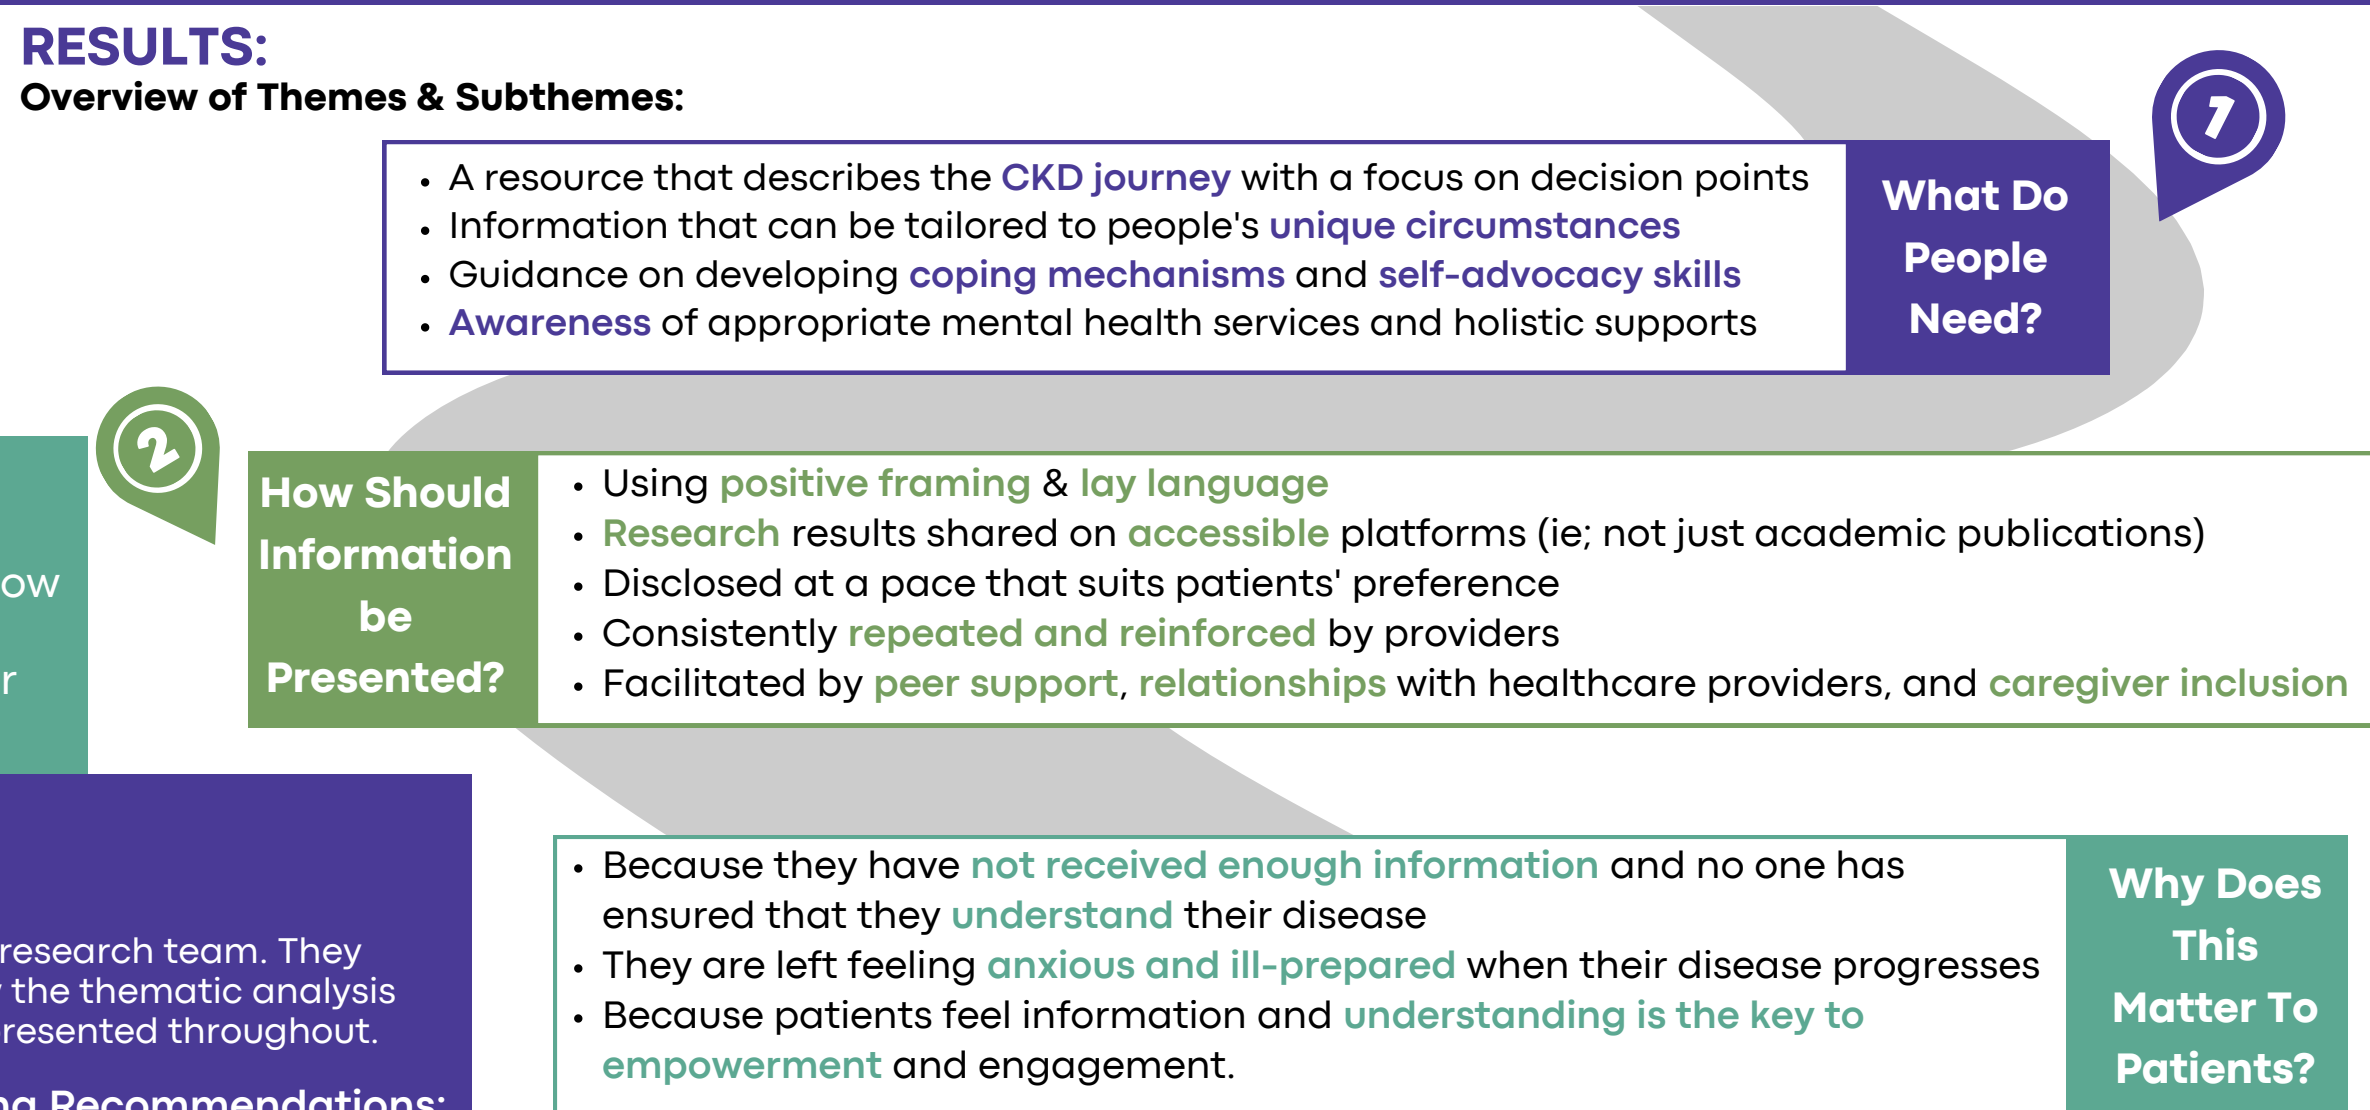 RESULTS:
Overview of Themes & Subthemes:
1
• A resource that describes the CKD journey with a focus on decision points
• Information that can be tailored to people's unique circumstances
• Guidance on developing coping mechanisms and self-advocacy skills
• Awareness of appropriate mental health services and holistic supports
What Do
People
Need?
2
How Should
Information
be
Presented?
• Using positive framing & lay language
• Research results shared on accessible platforms (ie; not just academic publications)
• Disclosed at a pace that suits patients' preference
• Consistently repeated and reinforced by providers
• Facilitated by peer support, relationships with healthcare providers, and caregiver inclusion
• Because they have not received enough information and no one has
ensured that they understand their disease
• They are left feeling anxious and ill-prepared when their disease progresses
• Because patients feel information and understanding is the key to
empowerment and engagement.
Why Does
This
Matter To
Patients?
research team. They
the thematic analysis
resented throughout.
Recommendations: